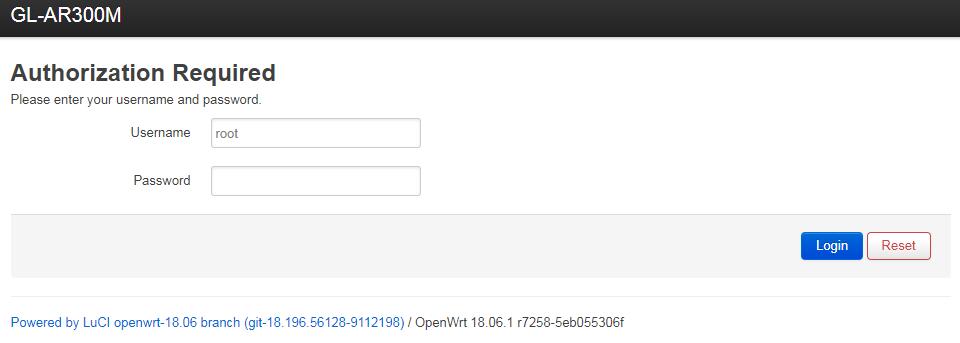 GL-AR300M
Authorization Required
Please enter your username and password.
Username root
Password
Login Reset
Powered by LuCI openwrt-18.06 branch (git-18.196.56128-9112198) / OpenWrt 18.06.1 r7258-5eb055306f